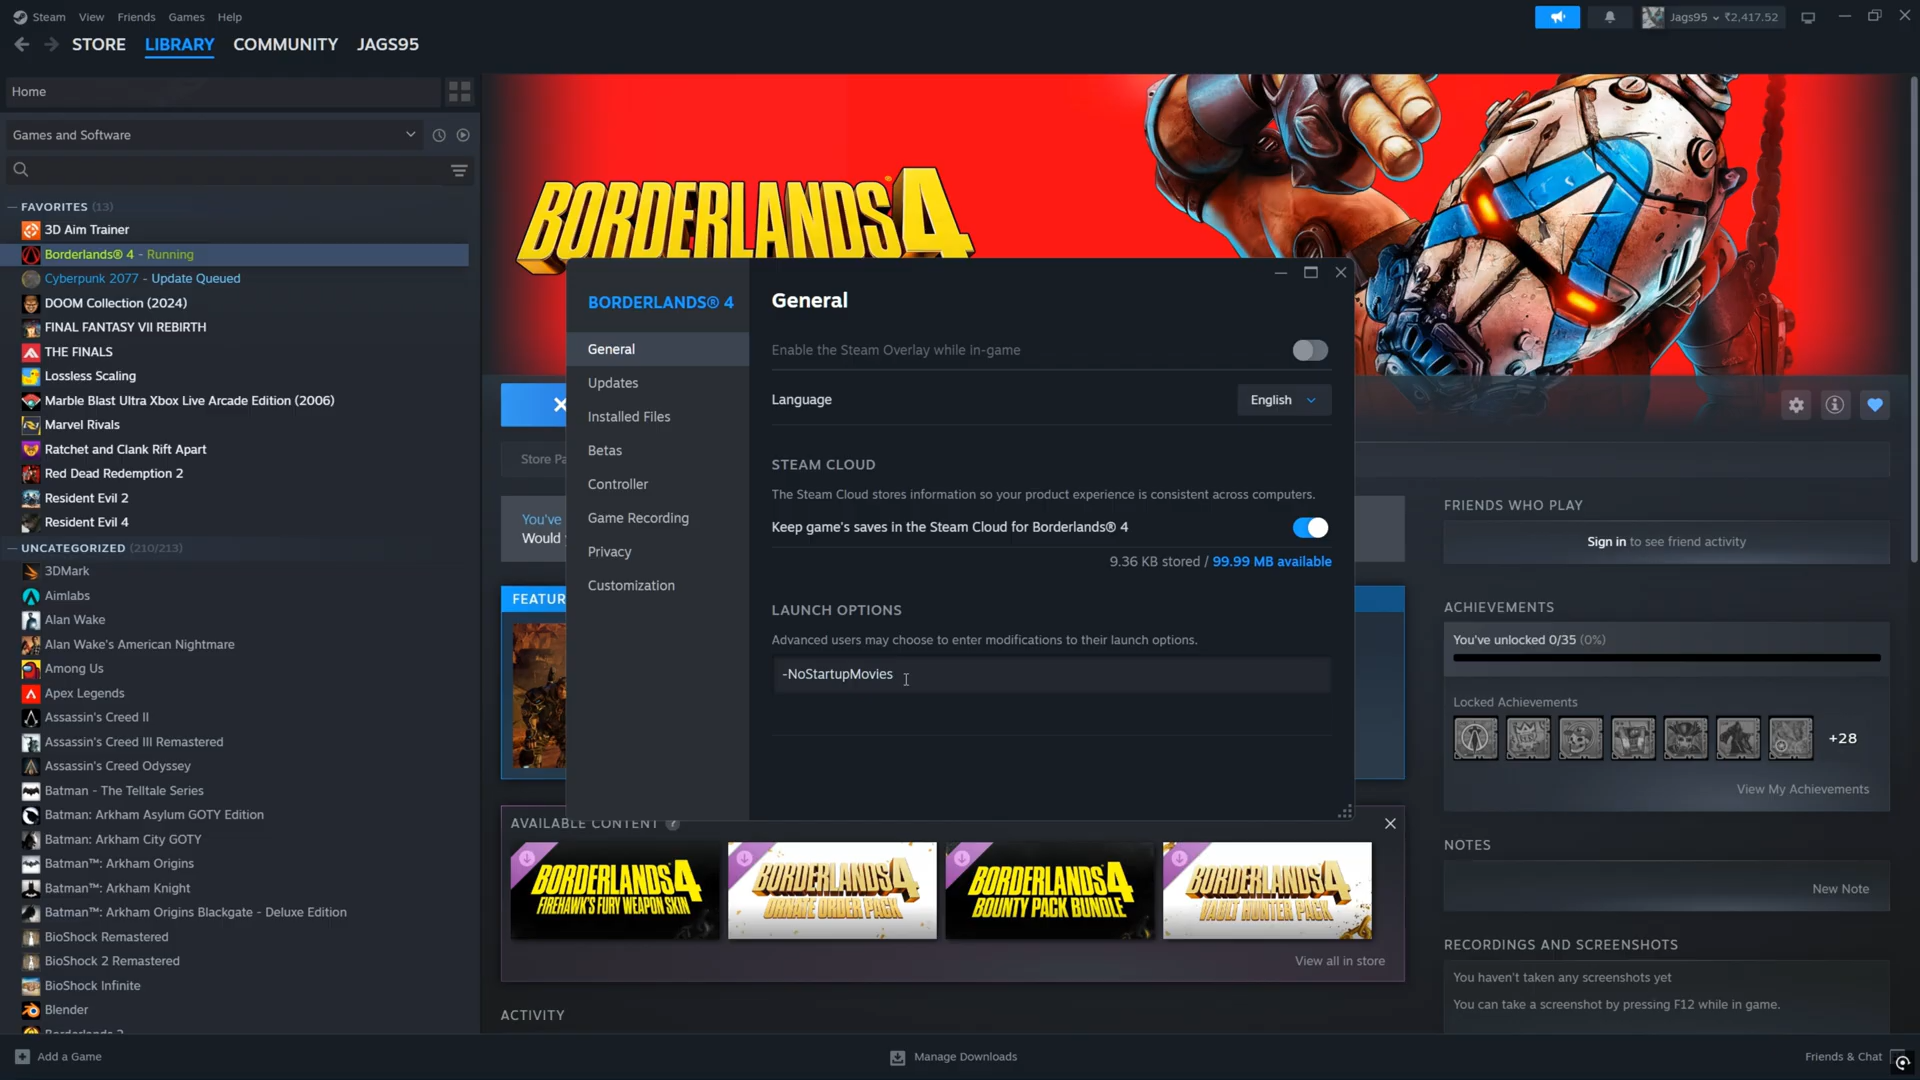 Steam View Friends Games Help
Jags95 ₹2,417.52
STORE LIBRARY COMMUNITY JAGS95
Home
Games and Software
FAVORITES (13)
3D Aim Trainer
Borderlands® 4 - Running
Cyberpunk 2077 - Update Queued
DOOM Collection (2024)
FINAL FANTASY VII REBIRTH
THE FINALS
Lossless Scaling
Marble Blast Ultra Xbox Live Arcade Edition (2006)
Marvel Rivals
Ratchet and Clank Rift Apart
Red Dead Redemption 2
Resident Evil 2
Resident Evil 4
UNCATEGORIZED (210/213)
3DMark
Aimlabs
Alan Wake
Alan Wake's American Nightmare
Among Us
Apex Legends
Assassin's Creed II
Assassin's Creed III Remastered
Assassin's Creed Odyssey
Batman - The Telltale Series
Batman: Arkham Asylum GOTY Edition
Batman: Arkham City GOTY
Batman™: Arkham Origins
Batman™: Arkham Knight
Batman™: Arkham Origins Blackgate - Deluxe Edition
BioShock Remastered
BioShock 2 Remastered
BioShock Infinite
Blender
BORDERLANDS 4
BORDERLANDS® 4
General
Updates
Installed Files
Betas
Controller
Game Recording
Privacy
Customization
General
Enable the Steam Overlay while in-game
Language English
STEAM CLOUD
The Steam Cloud stores information so your product experience is consistent across computers.
Keep game's saves in the Steam Cloud for Borderlands® 4
9.36 KB stored / 99.99 MB available
LAUNCH OPTIONS
Advanced users may choose to enter modifications to their launch options.
-NoStartupMovies
Store Pa
You've
Would
FEATUR
AVAILABLE CONTENT ?
BORDERLANDS 4
FIREHAWK'S FURY WEAPON SKIN
BORDERLANDS 4
ORNATE ORDER PACK
BORDERLANDS 4
BOUNTY PACK BUNDLE
BORDERLANDS 4
VAULT HUNTER PACK
View all in store
ACTIVITY
FRIENDS WHO PLAY
Sign in to see friend activity
ACHIEVEMENTS
You've unlocked 0/35 (0%)
Locked Achievements
+28
View My Achievements
NOTES
New Note
RECORDINGS AND SCREENSHOTS
You haven't taken any screenshots yet
You can take a screenshot by pressing F12 while in game.
Add a Game
Manage Downloads
Friends & Chat